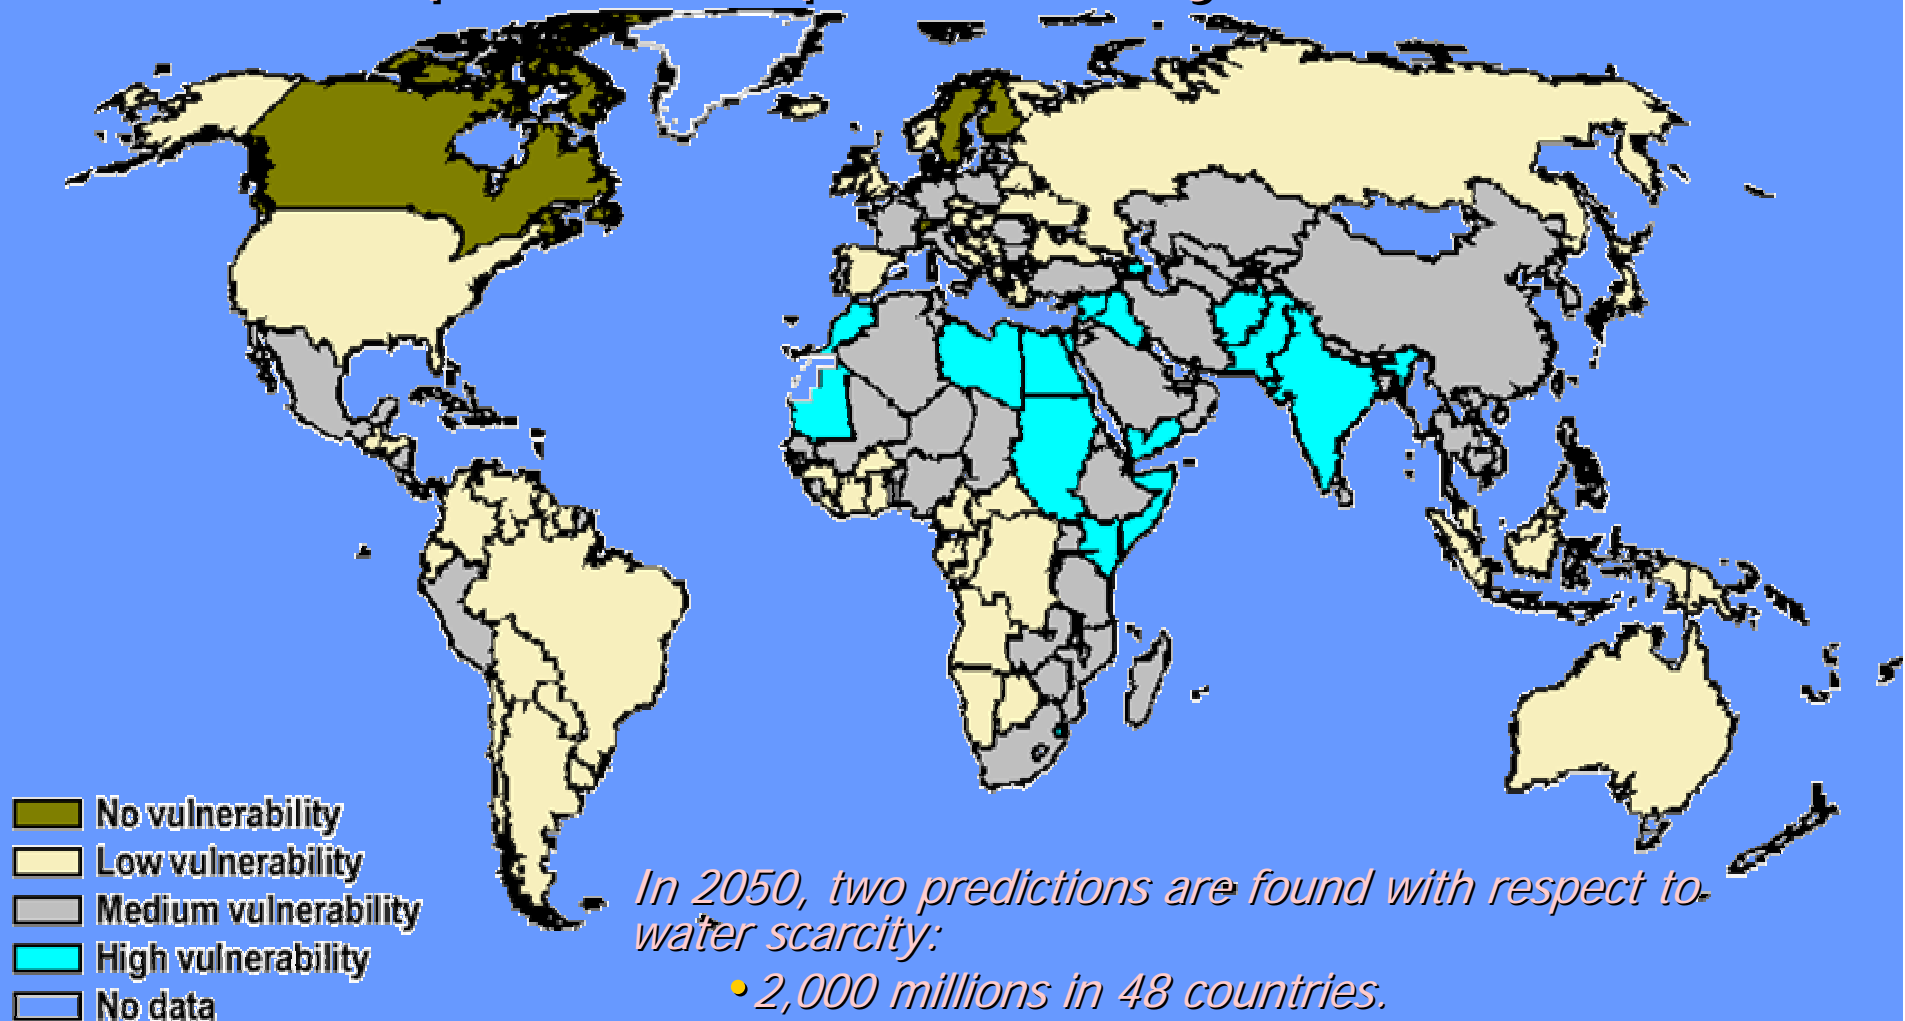 No vulnerability
Low vulnerability
Medium vulnerability
High vulnerability
No data
In 2050, two predictions are found with respect to
water scarcity:
• 2,000 millions in 48 countries.